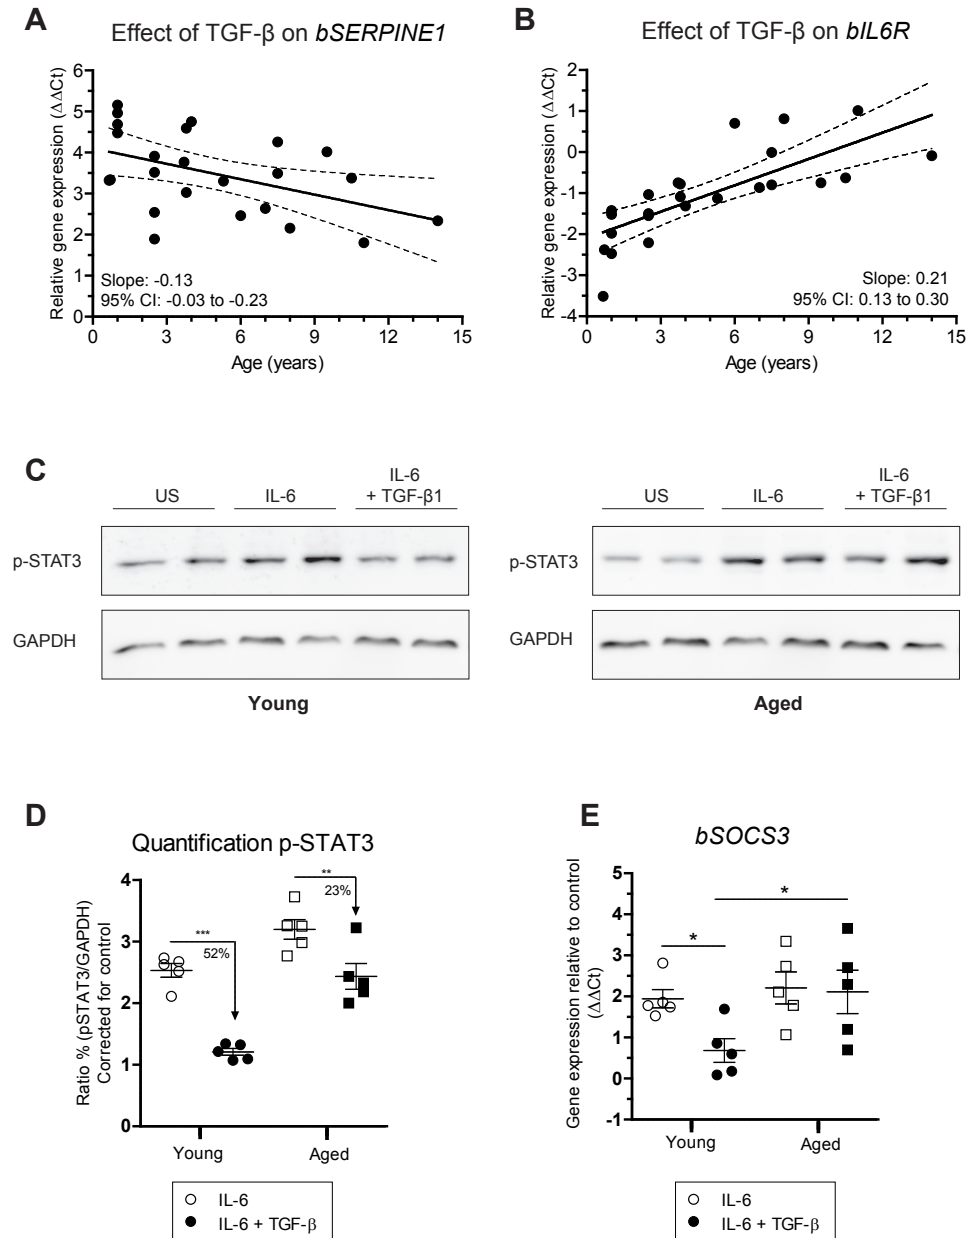 A
Effect of TGF-β on bSERPINE1
Relative gene expression (ΔΔCt)
6
5
4
3
2
1
0
Slope: -0.13
95% CI: -0.03 to -0.23
0 3 6 9 12 15
Age (years)
B
Effect of TGF-β on bIL6R
Relative gene expression (ΔΔCt)
2
1
0
-1
-2
-3
-4
Slope: 0.21
95% CI: 0.13 to 0.30
0 3 6 9 12 15
Age (years)
C
US IL-6 IL-6
+ TGF-β1
p-STAT3
GAPDH
Young
US IL-6 IL-6
+ TGF-β1
p-STAT3
GAPDH
Aged
D
Quantification p-STAT3
Ratio % (pSTAT3/GAPDH)
Corrected for control
4
3
2
1
0
***
52%
**
23%
Young Aged
IL-6
IL-6 + TGF-β
E
bSOCS3
Gene expression relative to control
(ΔΔCt)
5
4
3
2
1
0
-1
*
*
Young Aged
IL-6
IL-6 + TGF-β